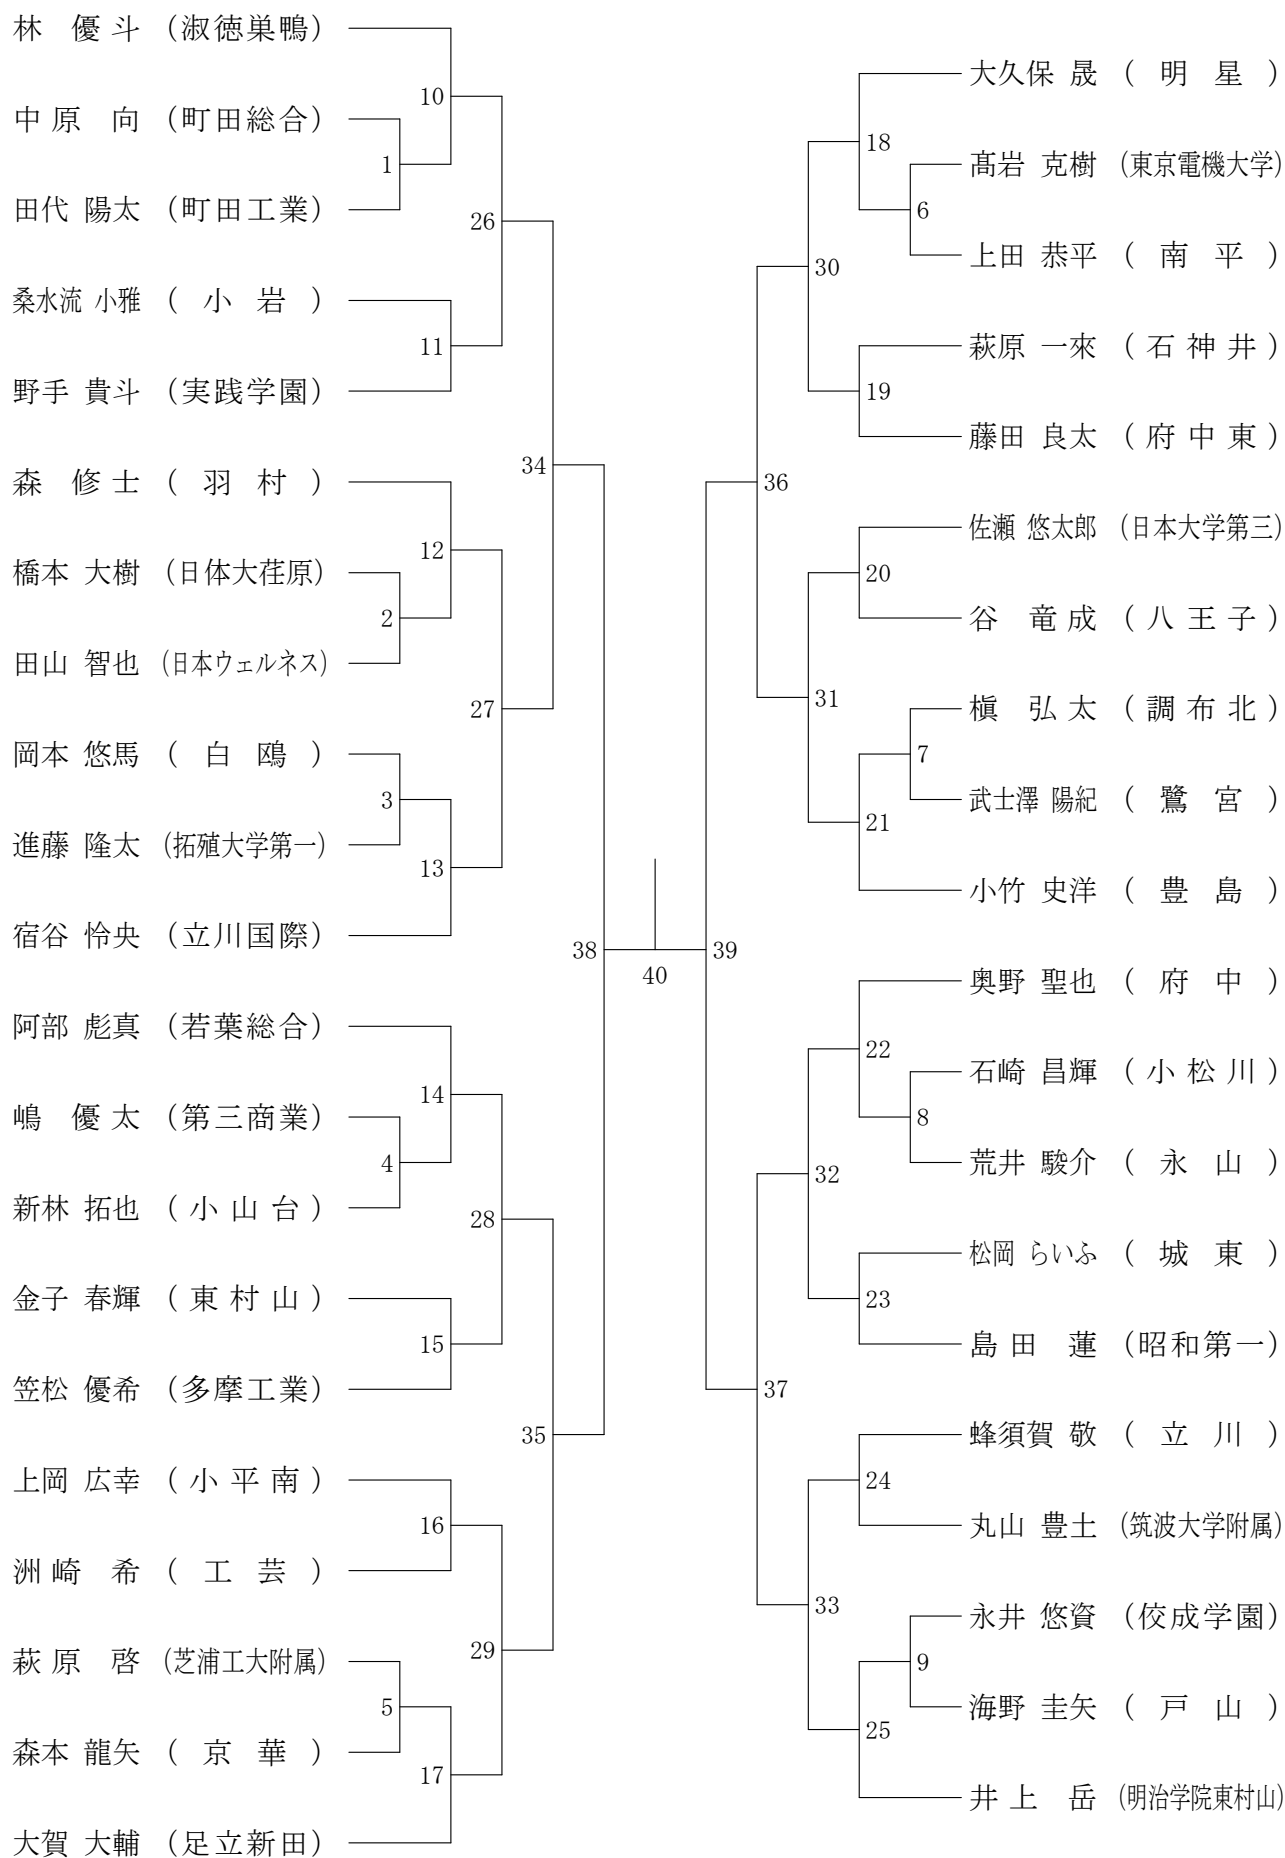 林 優斗 (淑徳巣鴨)
中原 向 (町田総合)
田代 陽太 (町田工業)
桑水流 小雅 (小岩)
野手 貴斗 (実践学園)
森 修士 (羽村)
橋本 大樹 (日体大荏原)
田山 智也 (日本ウェルネス)
岡本 悠馬 (白鴎)
進藤 隆太 (拓殖大学第一)
宿谷 怜央 (立川国際)
阿部 彪真 (若葉総合)
嶋 優太 (第三商業)
新林 拓也 (小山台)
金子 春輝 (東村山)
笠松 優希 (多摩工業)
上岡 広幸 (小平南)
洲崎 希 (工芸)
萩原 啓 (芝浦工大附属)
森本 龍矢 (京華)
大賀 大輔 (足立新田)
1
2
3
4
5
10
11
12
13
14
15
16
17
26
27
28
29
34
35
38
40
39
36
37
30
31
32
33
18
19
20
21
22
23
24
25
6
7
8
9
大久保 晟 (明星)
髙岩 克樹 (東京電機大学)
上田 恭平 (南平)
萩原 一來 (石神井)
藤田 良太 (府中東)
佐瀬 悠太郎 (日本大学第三)
谷 竜成 (八王子)
槇 弘太 (調布北)
武士澤 陽紀 (鷺宮)
小竹 史洋 (豊島)
奥野 聖也 (府中)
石崎 昌輝 (小松川)
荒井 駿介 (永山)
松岡 らいふ (城東)
島田 蓮 (昭和第一)
蜂須賀 敬 (立川)
丸山 豊土 (筑波大学附属)
永井 悠資 (佼成学園)
海野 圭矢 (戸山)
井上 岳 (明治学院東村山)